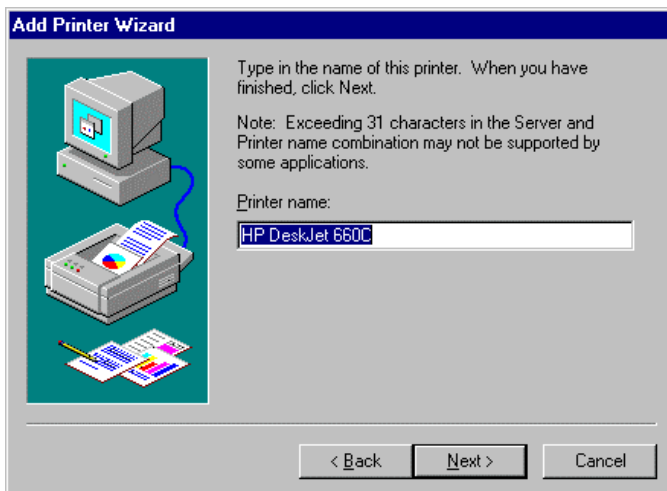 Add Printer Wizard
Type in the name of this printer. When you have
finished, click Next.
Note: Exceeding 31 characters in the Server and
Printer name combination may not be supported by
some applications.
Printer name:
HP DeskJet 660C
< Back
Next >
Cancel